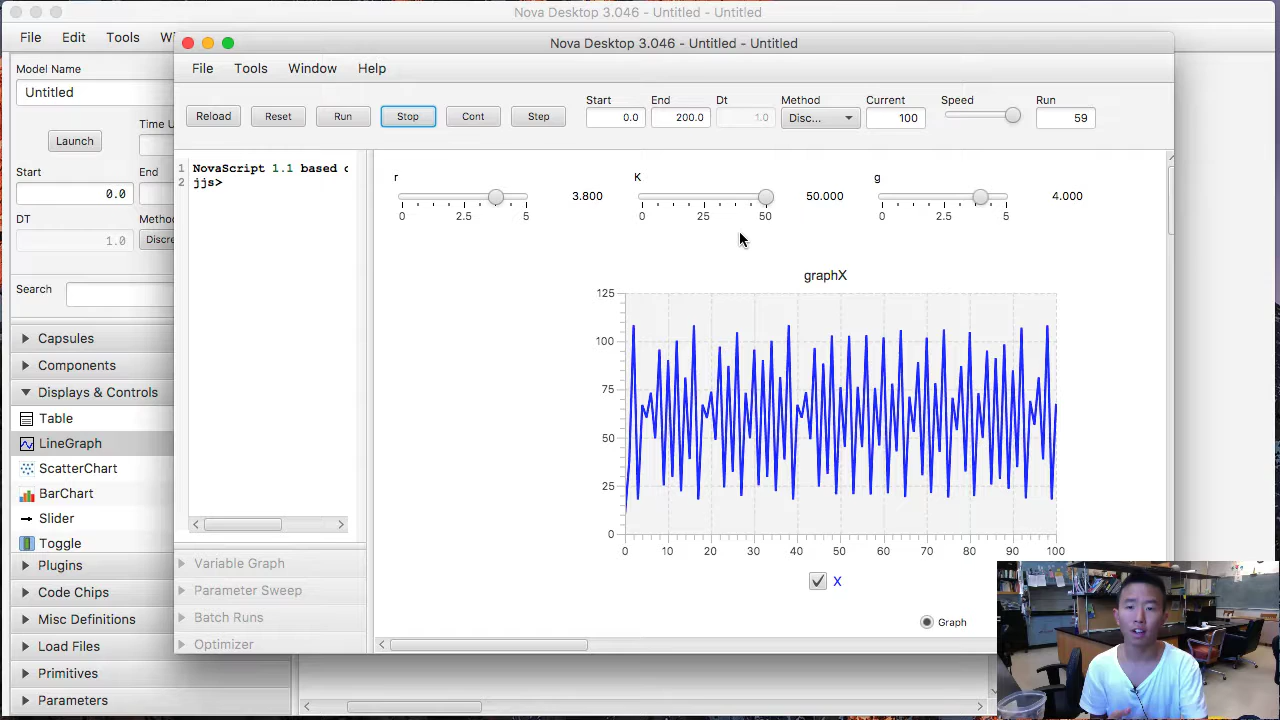 Nova Desktop 3.046 - Untitled - Untitled
File Edit Tools
Nova Desktop 3.046 - Untitled - Untitled
File Tools Window Help
Model Name
Untitled
Time U
Launch
Start End
0.0
DT Metho
1.0 Discre
Search
Capsules
Components
Displays & Controls
Table
LineGraph
ScatterChart
BarChart
Slider
Toggle
Plugins
Code Chips
Misc Definitions
Load Files
Primitives
Parameters
Reload Reset Run Stop Cont Step
Start End Dt Method Current Speed Run
0.0 200.0 1.0 Disc... 100 59
1 NovaScript 1.1 based c
2 jjs>
Variable Graph
Parameter Sweep
Batch Runs
Optimizer
r 3.800
0 2.5 5
K 50.000
0 25 50
g 4.000
0 2.5 5
graphX
125
100
75
50
25
0
0 10 20 30 40 50 60 70 80 90 100
X
Graph